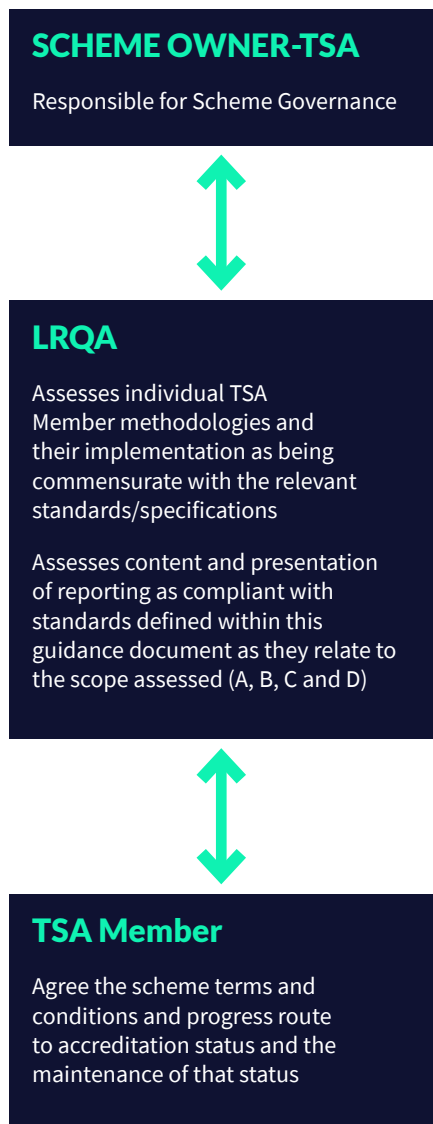 SCHEME OWNER-TSA
Responsible for Scheme Governance
LRQA
Assesses individual TSA
Member methodologies and
their implementation as being
commensurate with the relevant
standards/specifications
Assesses content and presentation
of reporting as compliant with
standards defined within this
guidance document as they relate to
the scope assessed (A, B, C and D)
TSA Member
Agree the scheme terms and
conditions and progress route
to accreditation status and the
maintenance of that status